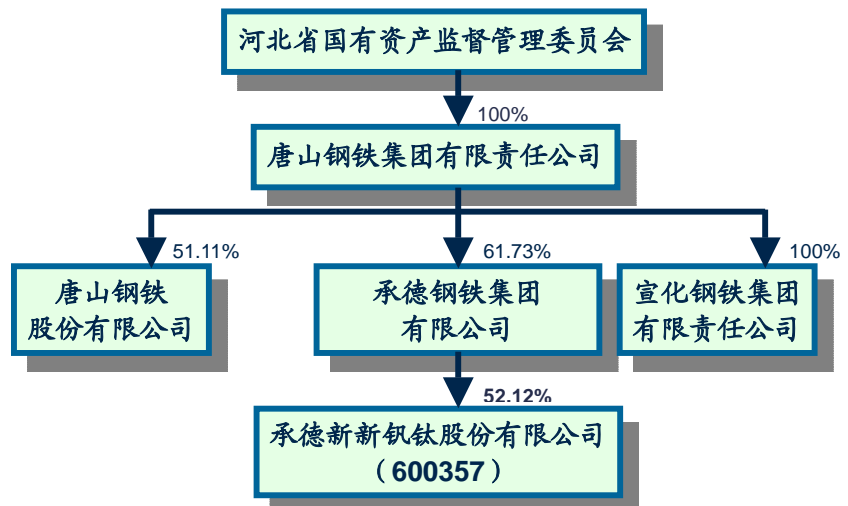 河北省国有资产监督管理委员会
100%
唐山钢铁集团有限责任公司
51.11%
61.73%
100%
唐山钢铁
股份有限公司
承德钢铁集团
有限公司
宣化钢铁集团
有限责任公司
52.12%
承德新新钒钛股份有限公司
（600357）